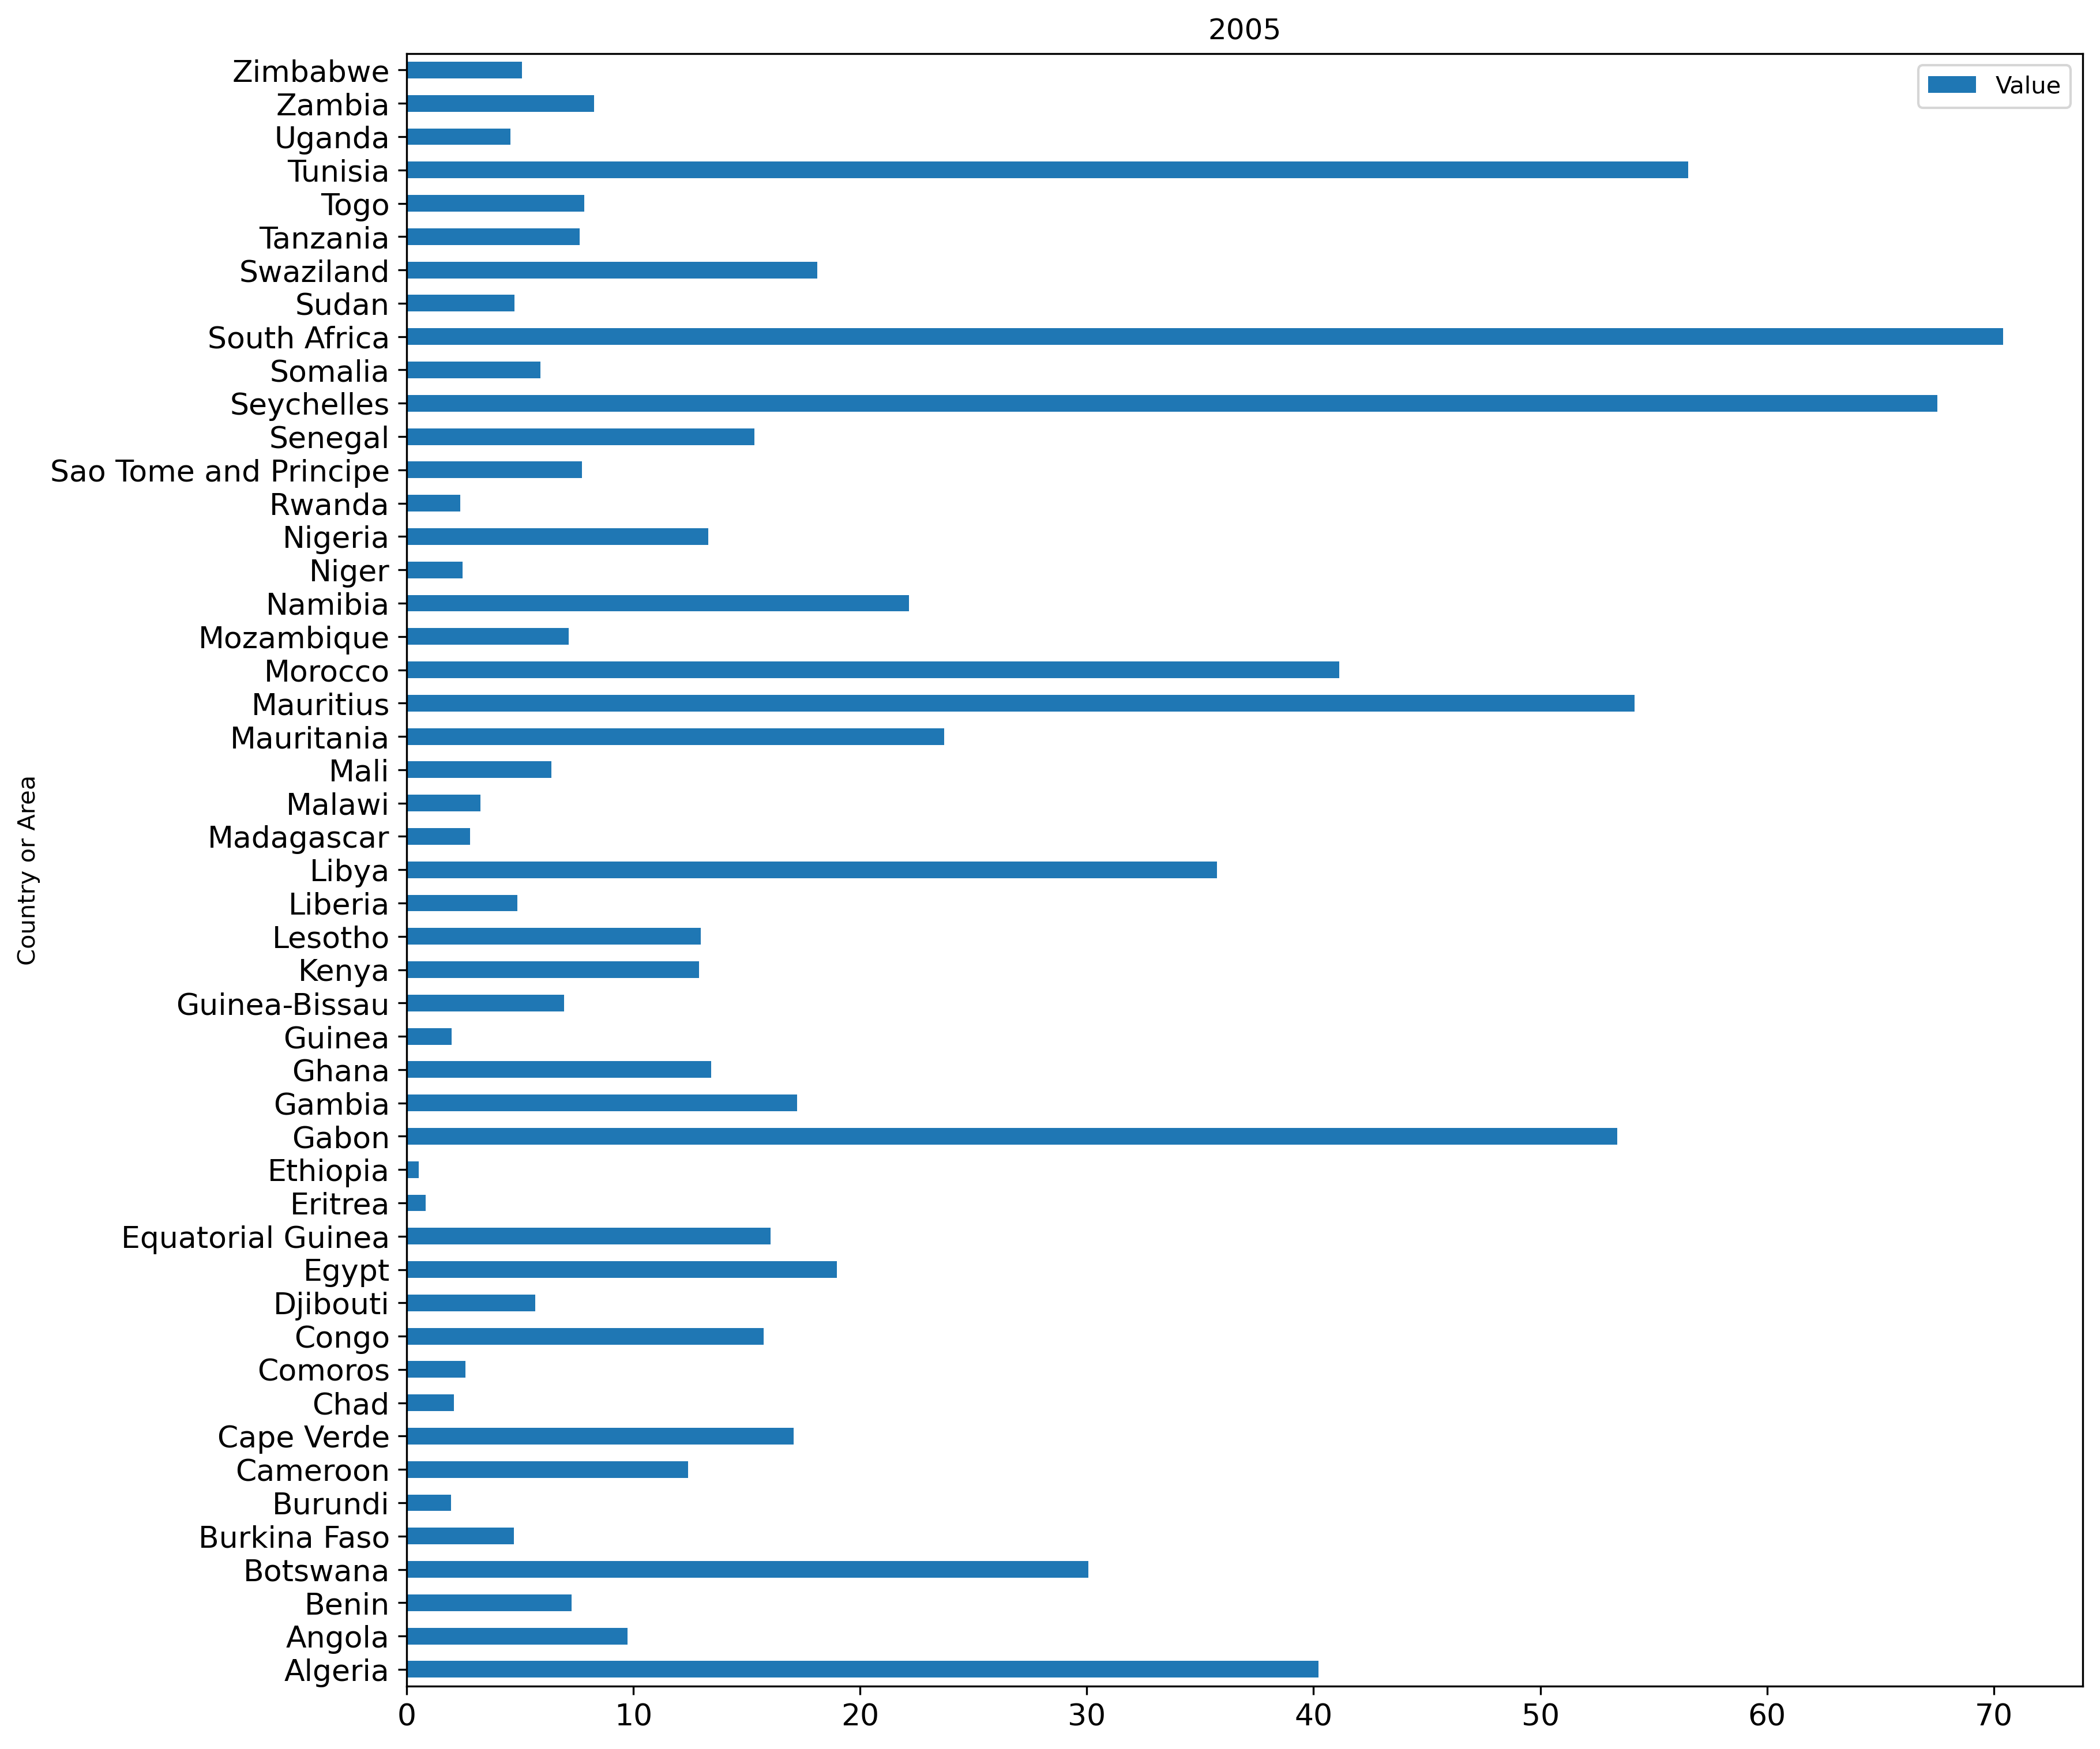 2005
Value
Country or Area
Zimbabwe
Zambia
Uganda
Tunisia
Togo
Tanzania
Swaziland
Sudan
South Africa
Somalia
Seychelles
Senegal
Sao Tome and Principe
Rwanda
Nigeria
Niger
Namibia
Mozambique
Morocco
Mauritius
Mauritania
Mali
Malawi
Madagascar
Libya
Liberia
Lesotho
Kenya
Guinea-Bissau
Guinea
Ghana
Gambia
Gabon
Ethiopia
Eritrea
Equatorial Guinea
Egypt
Djibouti
Congo
Comoros
Chad
Cape Verde
Cameroon
Burundi
Burkina Faso
Botswana
Benin
Angola
Algeria
0 10 20 30 40 50 60 70